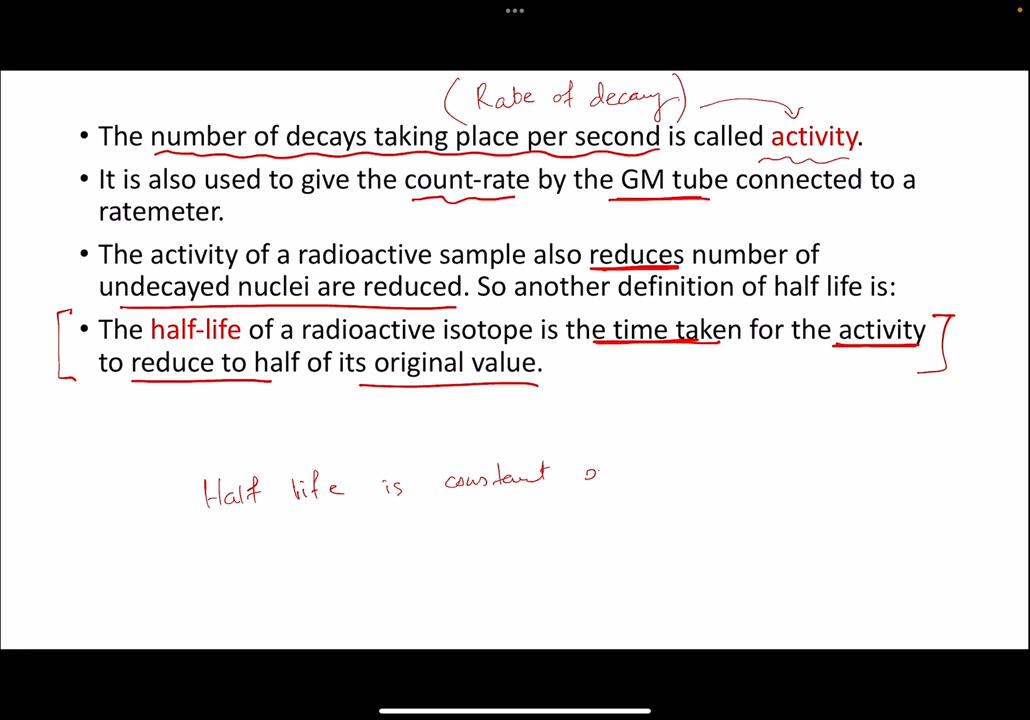 (Rate of decay)
• The number of decays taking place per second is called activity.
• It is also used to give the count-rate by the GM tube connected to a
ratemeter.
• The activity of a radioactive sample also reduces number of
undecayed nuclei are reduced. So another definition of half life is:
• The half-life of a radioactive isotope is the time taken for the activity
to reduce to half of its original value.
Half life is constant